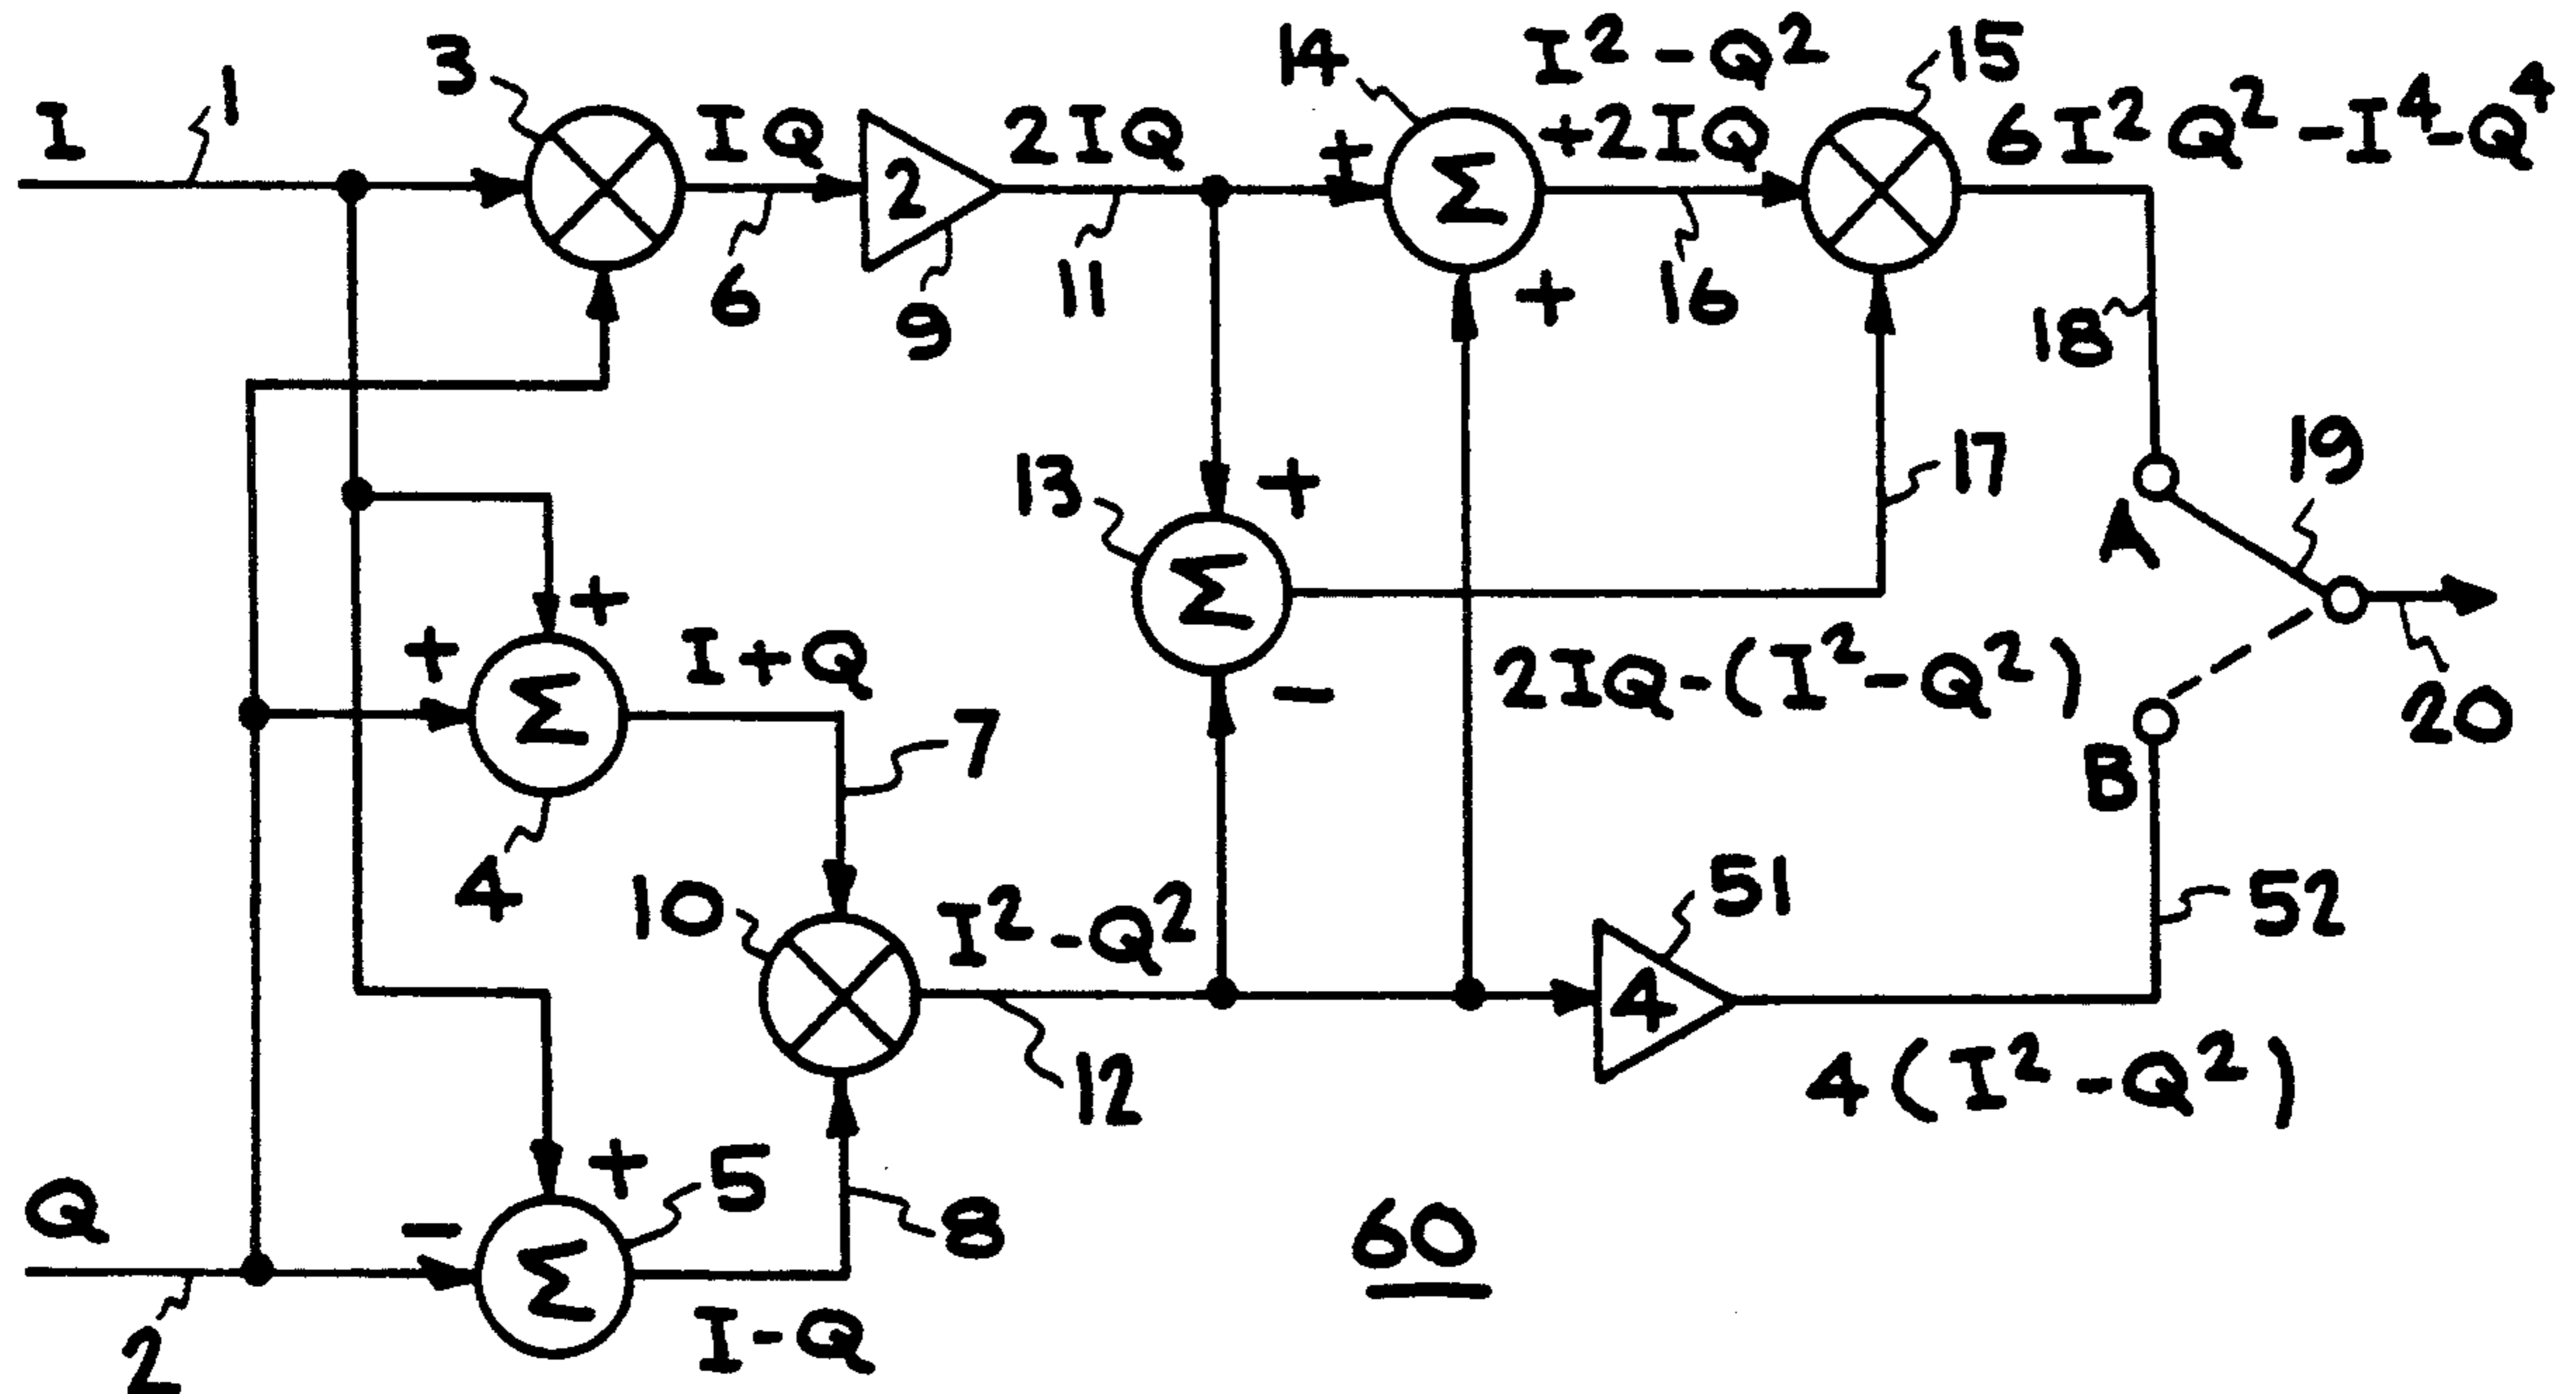 I
1
3
IQ
6
2
9
2IQ
11
14
+
Σ
+
I² - Q²
+2IQ
16
15
6I²Q² - I⁴ - Q⁴
18
A
19
20
B
52
13
+
Σ
-
17
2IQ - (I² - Q²)
+
+
Σ
4
I + Q
7
10
I² - Q²
12
4
51
4 (I² - Q²)
Q
2
-
+
Σ
5
I - Q
8
60